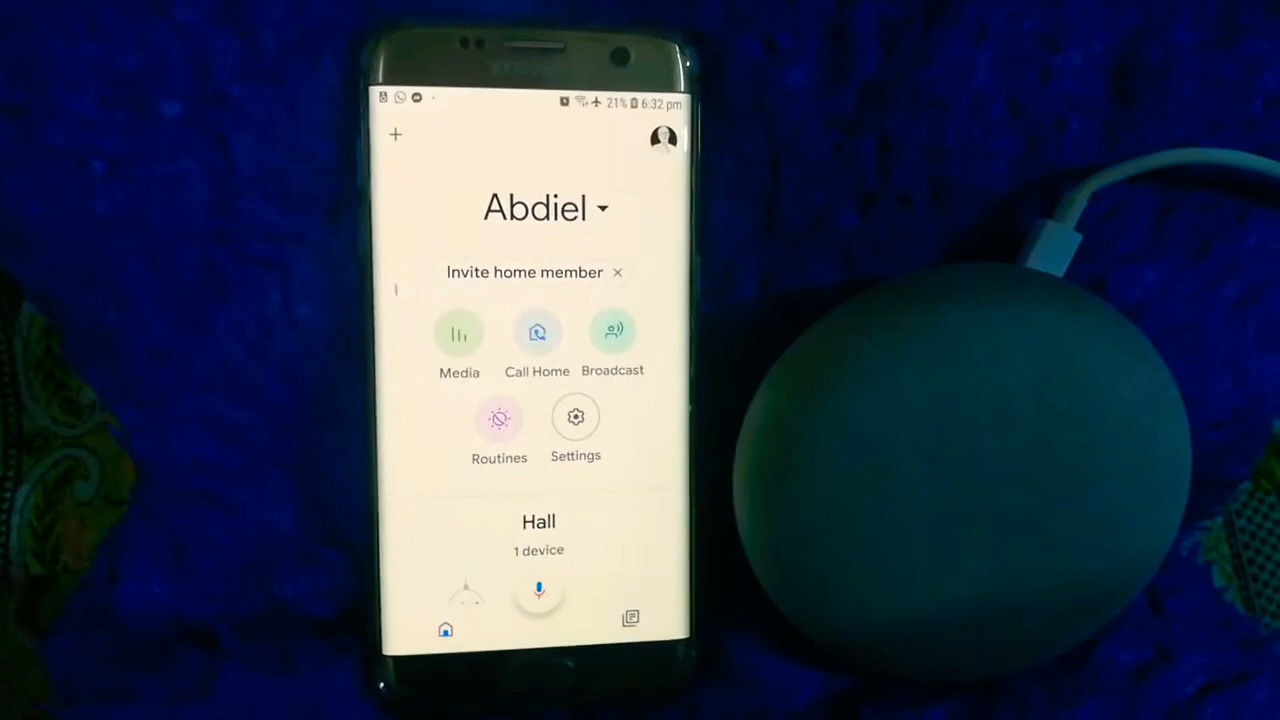 21% 6:32 pm
Abdiel
Invite home member
Media Call Home Broadcast
Routines Settings
Hall
1 device